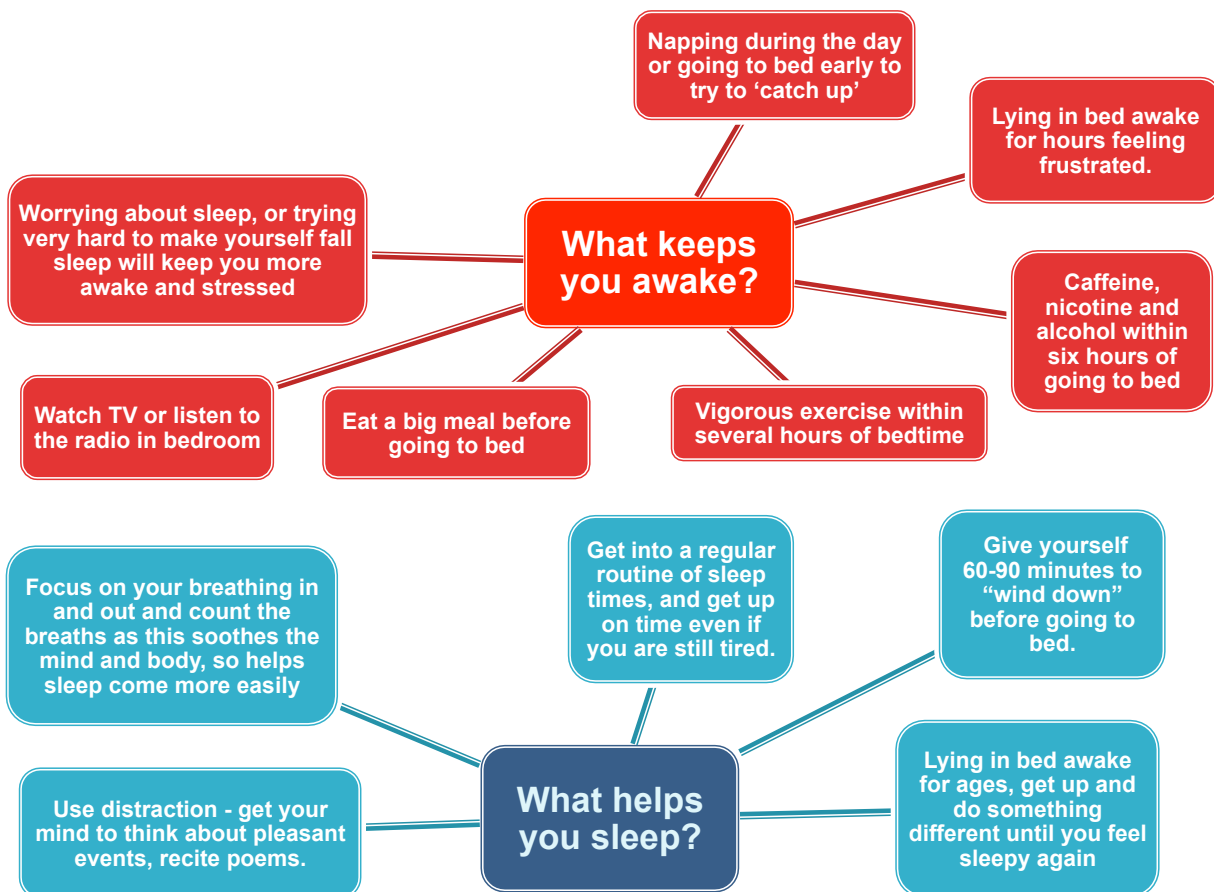 Napping during the day
or going to bed early to
try to ‘catch up’
Lying in bed awake
for hours feeling
frustrated.
Worrying about sleep, or trying
very hard to make yourself fall
sleep will keep you more
awake and stressed
What keeps
you awake?
Caffeine,
nicotine and
alcohol within
six hours of
going to bed
Watch TV or listen to
the radio in bedroom
Eat a big meal before
going to bed
Vigorous exercise within
several hours of bedtime
Focus on your breathing in
and out and count the
breaths as this soothes the
mind and body, so helps
sleep come more easily
Get into a regular
routine of sleep
times, and get up
on time even if
you are still tired.
Give yourself
60-90 minutes to
“wind down”
before going to
bed.
Use distraction - get your
mind to think about pleasant
events, recite poems.
What helps
you sleep?
Lying in bed awake
for ages, get up and
do something
different until you feel
sleepy again